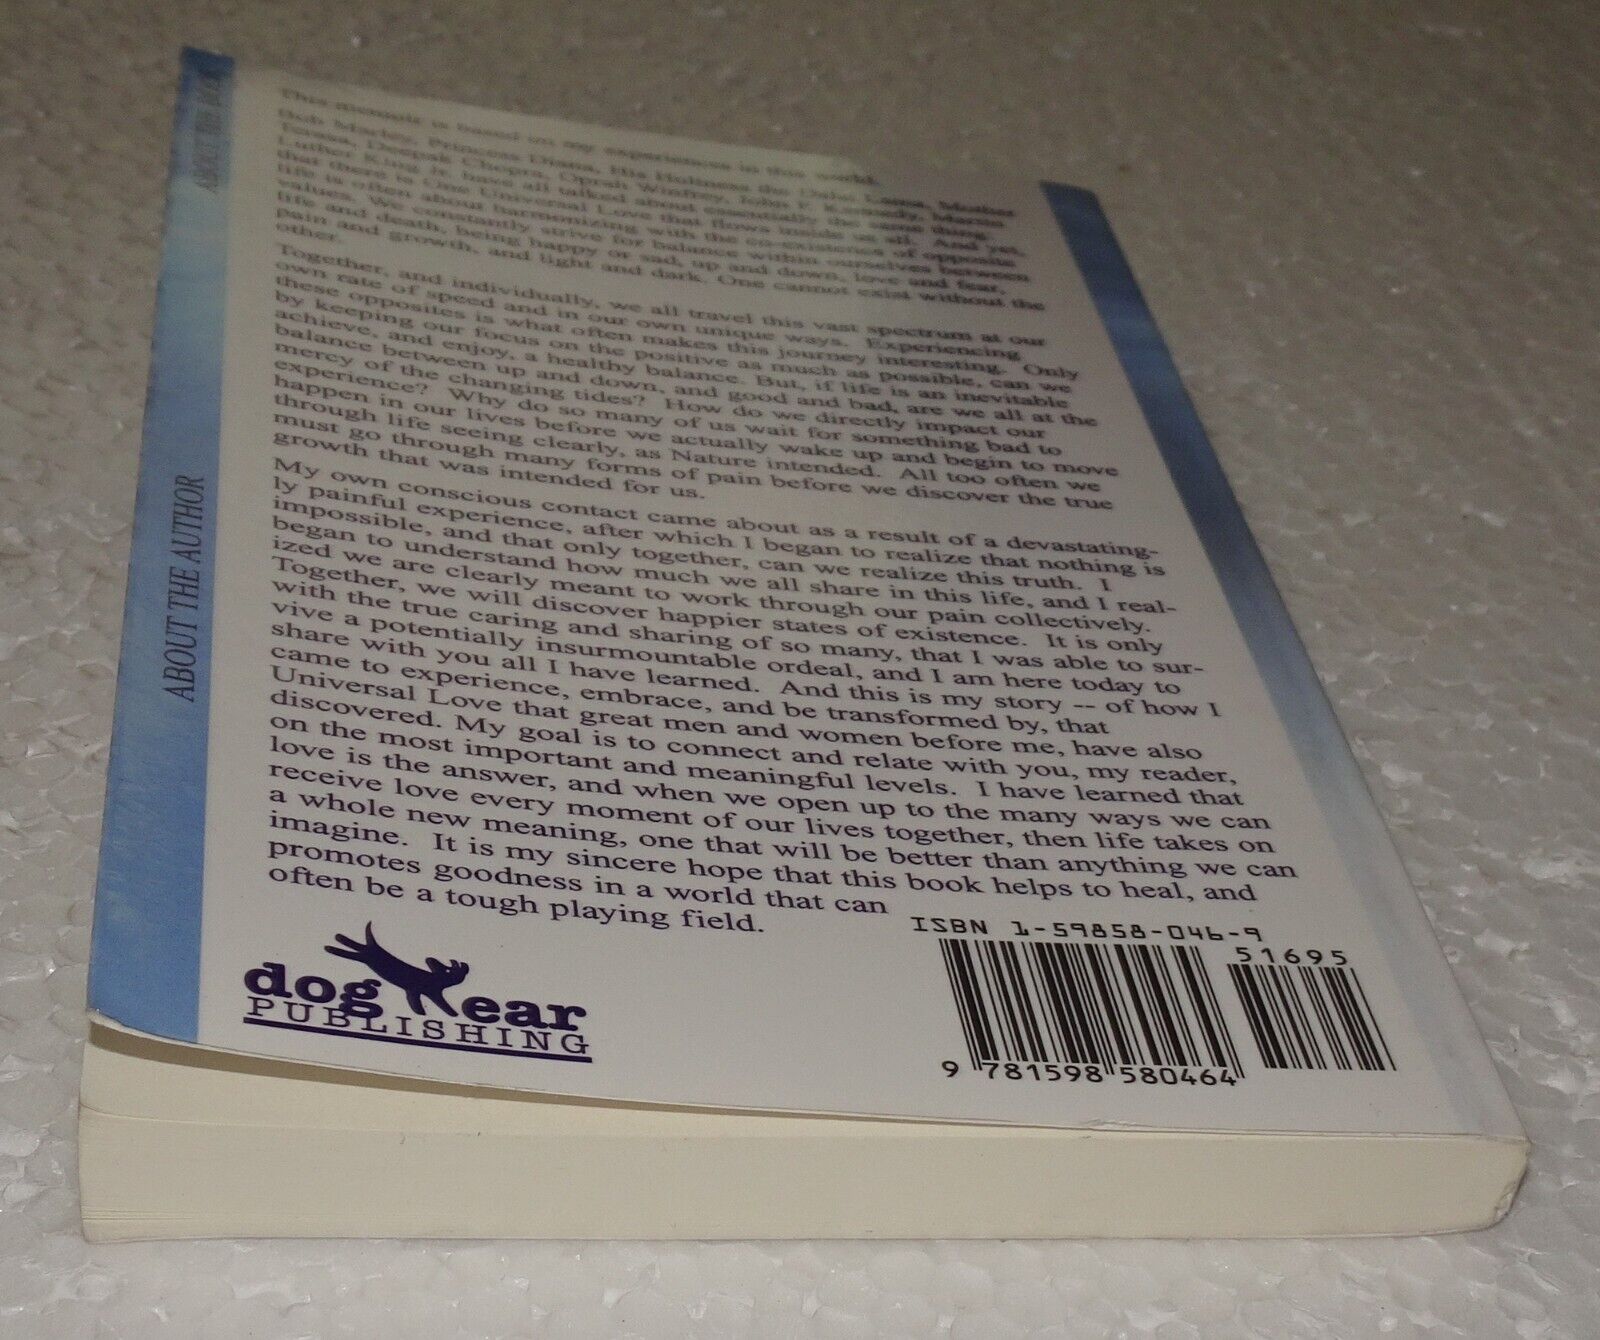 ABOUT THE BOOK
This memoir is based on my experiences in this world.
Bob Marley, Princess Diana, His Holiness the Dalai Lama, Mother
Teresa, Deepak Chopra, Oprah Winfrey, John F. Kennedy, Martin
Luther King Jr. have all talked about essentially the same thing,
that there is One Universal Love that flows inside us all. And yet,
life is often about harmonizing with the co-existence of opposite
values. We constantly strive for balance within ourselves between
life and death, being happy or sad, up and down, love and fear,
pain and growth, and light and dark. One cannot exist without the
other.
Together, and individually, we all travel this vast spectrum at our
own rate of speed and in our own unique ways. Experiencing
these opposites is what often makes this journey interesting. Only
by keeping our focus on the positive as much as possible, can we
achieve, and enjoy, a healthy balance. But, if life is an inevitable
balance between up and down, and good and bad, are we all at the
mercy of the changing tides? How do we directly impact our
experience? Why do so many of us wait for something bad to
happen in our lives before we actually wake up and begin to move
through life seeing clearly, as Nature intended. All too often we
must go through many forms of pain before we discover the true
growth that was intended for us.
ABOUT THE AUTHOR
My own conscious contact came about as a result of a devastating-
ly painful experience, after which I began to realize that nothing is
impossible, and that only together, can we realize this truth. I
began to understand how much we all share in this life, and I real-
ized we are clearly meant to work through our pain collectively.
Together, we will discover happier states of existence. It is only
with the true caring and sharing of so many, that I was able to sur-
vive a potentially insurmountable ordeal, and I am here today to
share with you all I have learned. And this is my story -- of how I
came to experience, embrace, and be transformed by, that
Universal Love that great men and women before me, have also
discovered. My goal is to connect and relate with you, my reader,
on the most important and meaningful levels. I have learned that
love is the answer, and when we open up to the many ways we can
receive love every moment of our lives together, then life takes on
a whole new meaning, one that will be better than anything we can
imagine. It is my sincere hope that this book helps to heal, and
promotes goodness in a world that can
often be a tough playing field.
dog ear
PUBLISHING
ISBN 1-59858-046-9
51695
9 781598 580464